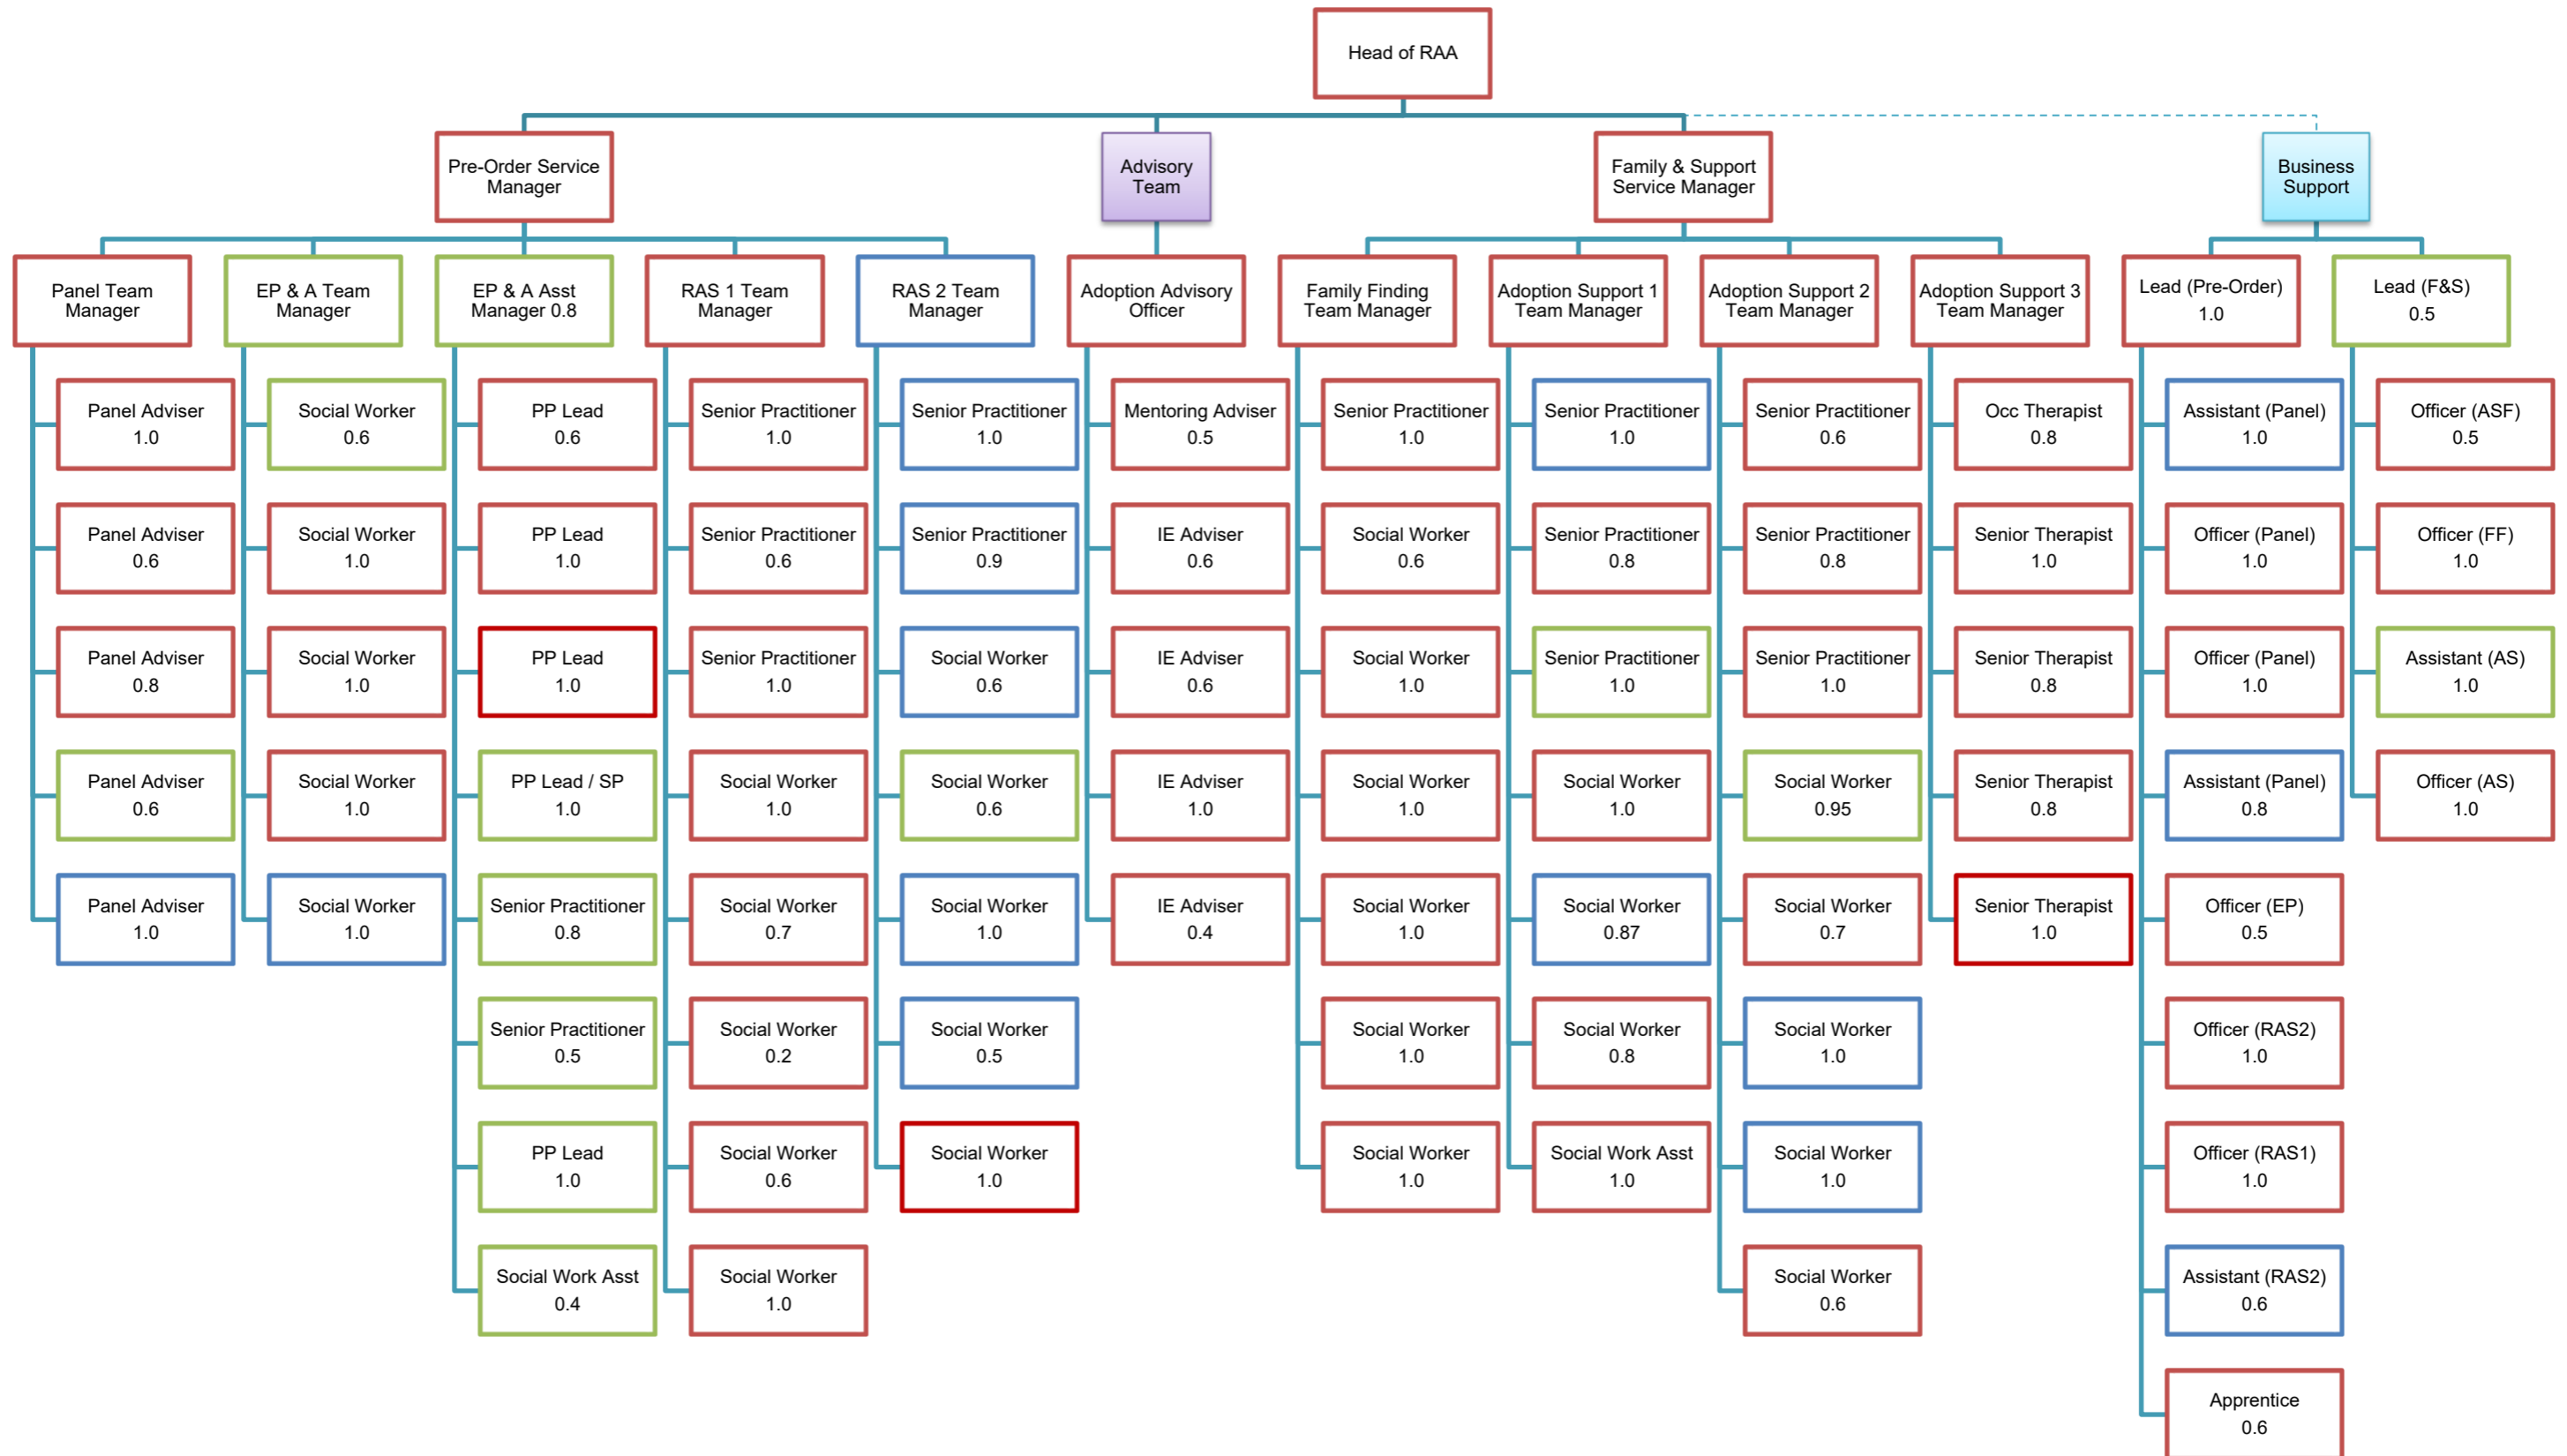 Head of RAA
Pre-Order Service
Manager
Advisory
Team
Family & Support
Service Manager
Business
Support
Panel Team
Manager
EP & A Team
Manager
EP & A Asst
Manager 0.8
RAS 1 Team
Manager
RAS 2 Team
Manager
Adoption Advisory
Officer
Family Finding
Team Manager
Adoption Support 1
Team Manager
Adoption Support 2
Team Manager
Adoption Support 3
Team Manager
Lead (Pre-Order)
1.0
Lead (F&S)
0.5
Panel Adviser
1.0
Panel Adviser
0.6
Panel Adviser
0.8
Panel Adviser
0.6
Panel Adviser
1.0
Social Worker
0.6
Social Worker
1.0
Social Worker
1.0
Social Worker
1.0
Social Worker
1.0
PP Lead
0.6
PP Lead
1.0
PP Lead
1.0
PP Lead / SP
1.0
Senior Practitioner
0.8
Senior Practitioner
0.5
PP Lead
1.0
Social Work Asst
0.4
Senior Practitioner
1.0
Senior Practitioner
0.6
Senior Practitioner
1.0
Social Worker
1.0
Social Worker
0.7
Social Worker
0.2
Social Worker
0.6
Social Worker
1.0
Senior Practitioner
1.0
Senior Practitioner
0.9
Social Worker
0.6
Social Worker
0.6
Social Worker
1.0
Social Worker
0.5
Social Worker
1.0
Mentoring Adviser
0.5
IE Adviser
0.6
IE Adviser
0.6
IE Adviser
1.0
IE Adviser
0.4
Senior Practitioner
1.0
Social Worker
0.6
Social Worker
1.0
Social Worker
1.0
Social Worker
1.0
Social Worker
1.0
Social Worker
1.0
Senior Practitioner
1.0
Senior Practitioner
0.8
Senior Practitioner
1.0
Social Worker
1.0
Social Worker
0.87
Social Worker
0.8
Social Work Asst
1.0
Senior Practitioner
0.6
Senior Practitioner
0.8
Senior Practitioner
1.0
Social Worker
0.95
Social Worker
0.7
Social Worker
1.0
Social Worker
1.0
Social Worker
0.6
Occ Therapist
0.8
Senior Therapist
1.0
Senior Therapist
0.8
Senior Therapist
0.8
Senior Therapist
1.0
Assistant (Panel)
1.0
Officer (Panel)
1.0
Officer (Panel)
1.0
Assistant (Panel)
0.8
Officer (EP)
0.5
Officer (RAS2)
1.0
Officer (RAS1)
1.0
Assistant (RAS2)
0.6
Apprentice
0.6
Officer (ASF)
0.5
Officer (FF)
1.0
Assistant (AS)
1.0
Officer (AS)
1.0